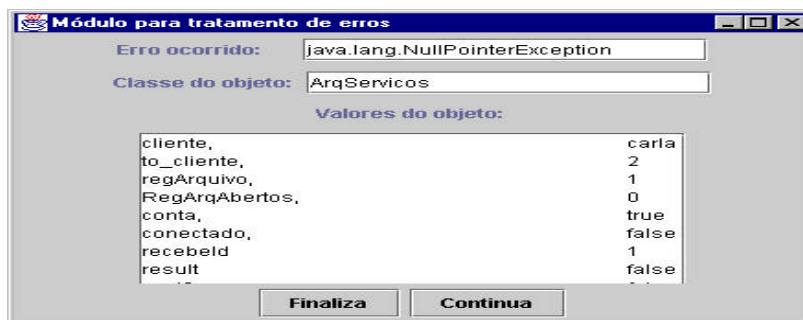 Módulo para tratamento de erros
Erro ocorrido: java.lang.NullPointerException
Classe do objeto: ArqServicos
Valores do objeto:
cliente, carla
to_cliente, 2
regArquivo, 1
RegArqAbertos, 0
conta, true
conectado, false
recebeId 1
result false
Finaliza Continua